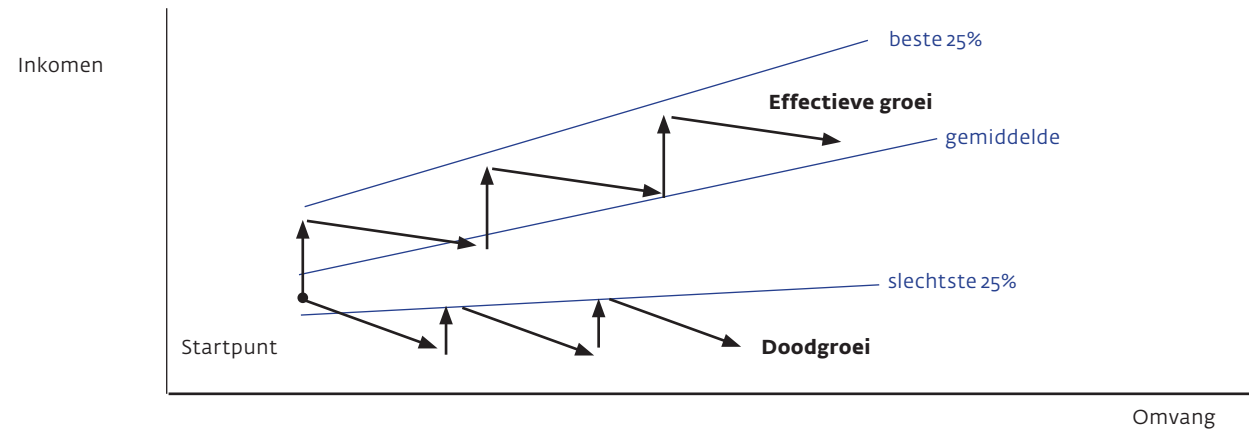 beste 25%
Inkomen
Effectieve groei
gemiddelde
slechtste 25%
Startpunt
Doodgroei
Omvang